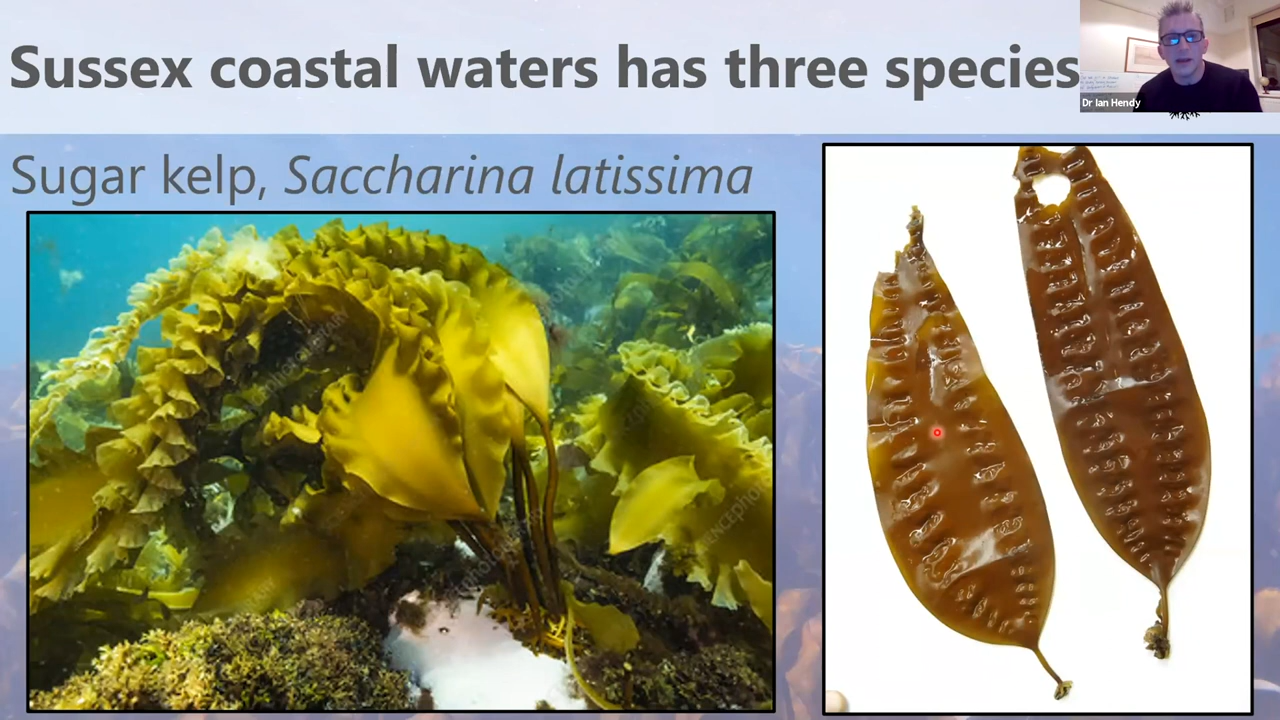 Sussex coastal waters has three species
Dr Ian Hendy
Sugar kelp, Saccharina latissima